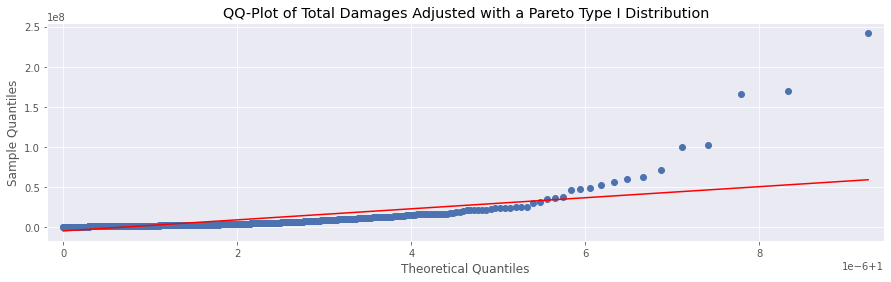 QQ-Plot of Total Damages Adjusted with a Pareto Type I Distribution
1e8
2.5
2.0
1.5
1.0
0.5
0.0
Sample Quantiles
0 2 4 6 8
Theoretical Quantiles
1e−6+1